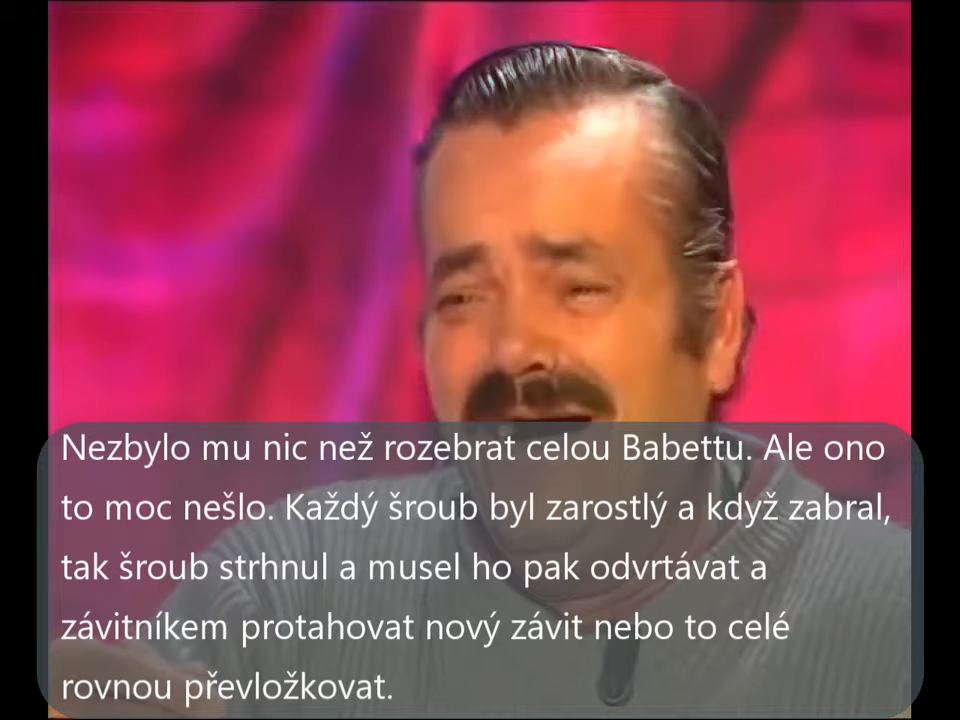 Nezbylo mu nic než rozebrat celou Babettu. Ale ono
to moc nešlo. Každý šroub byl zarostlý a když zabral,
tak šroub strhnul a musel ho pak odvrtávat a
závitníkem protahovat nový závit nebo to celé
rovnou převložkovat.